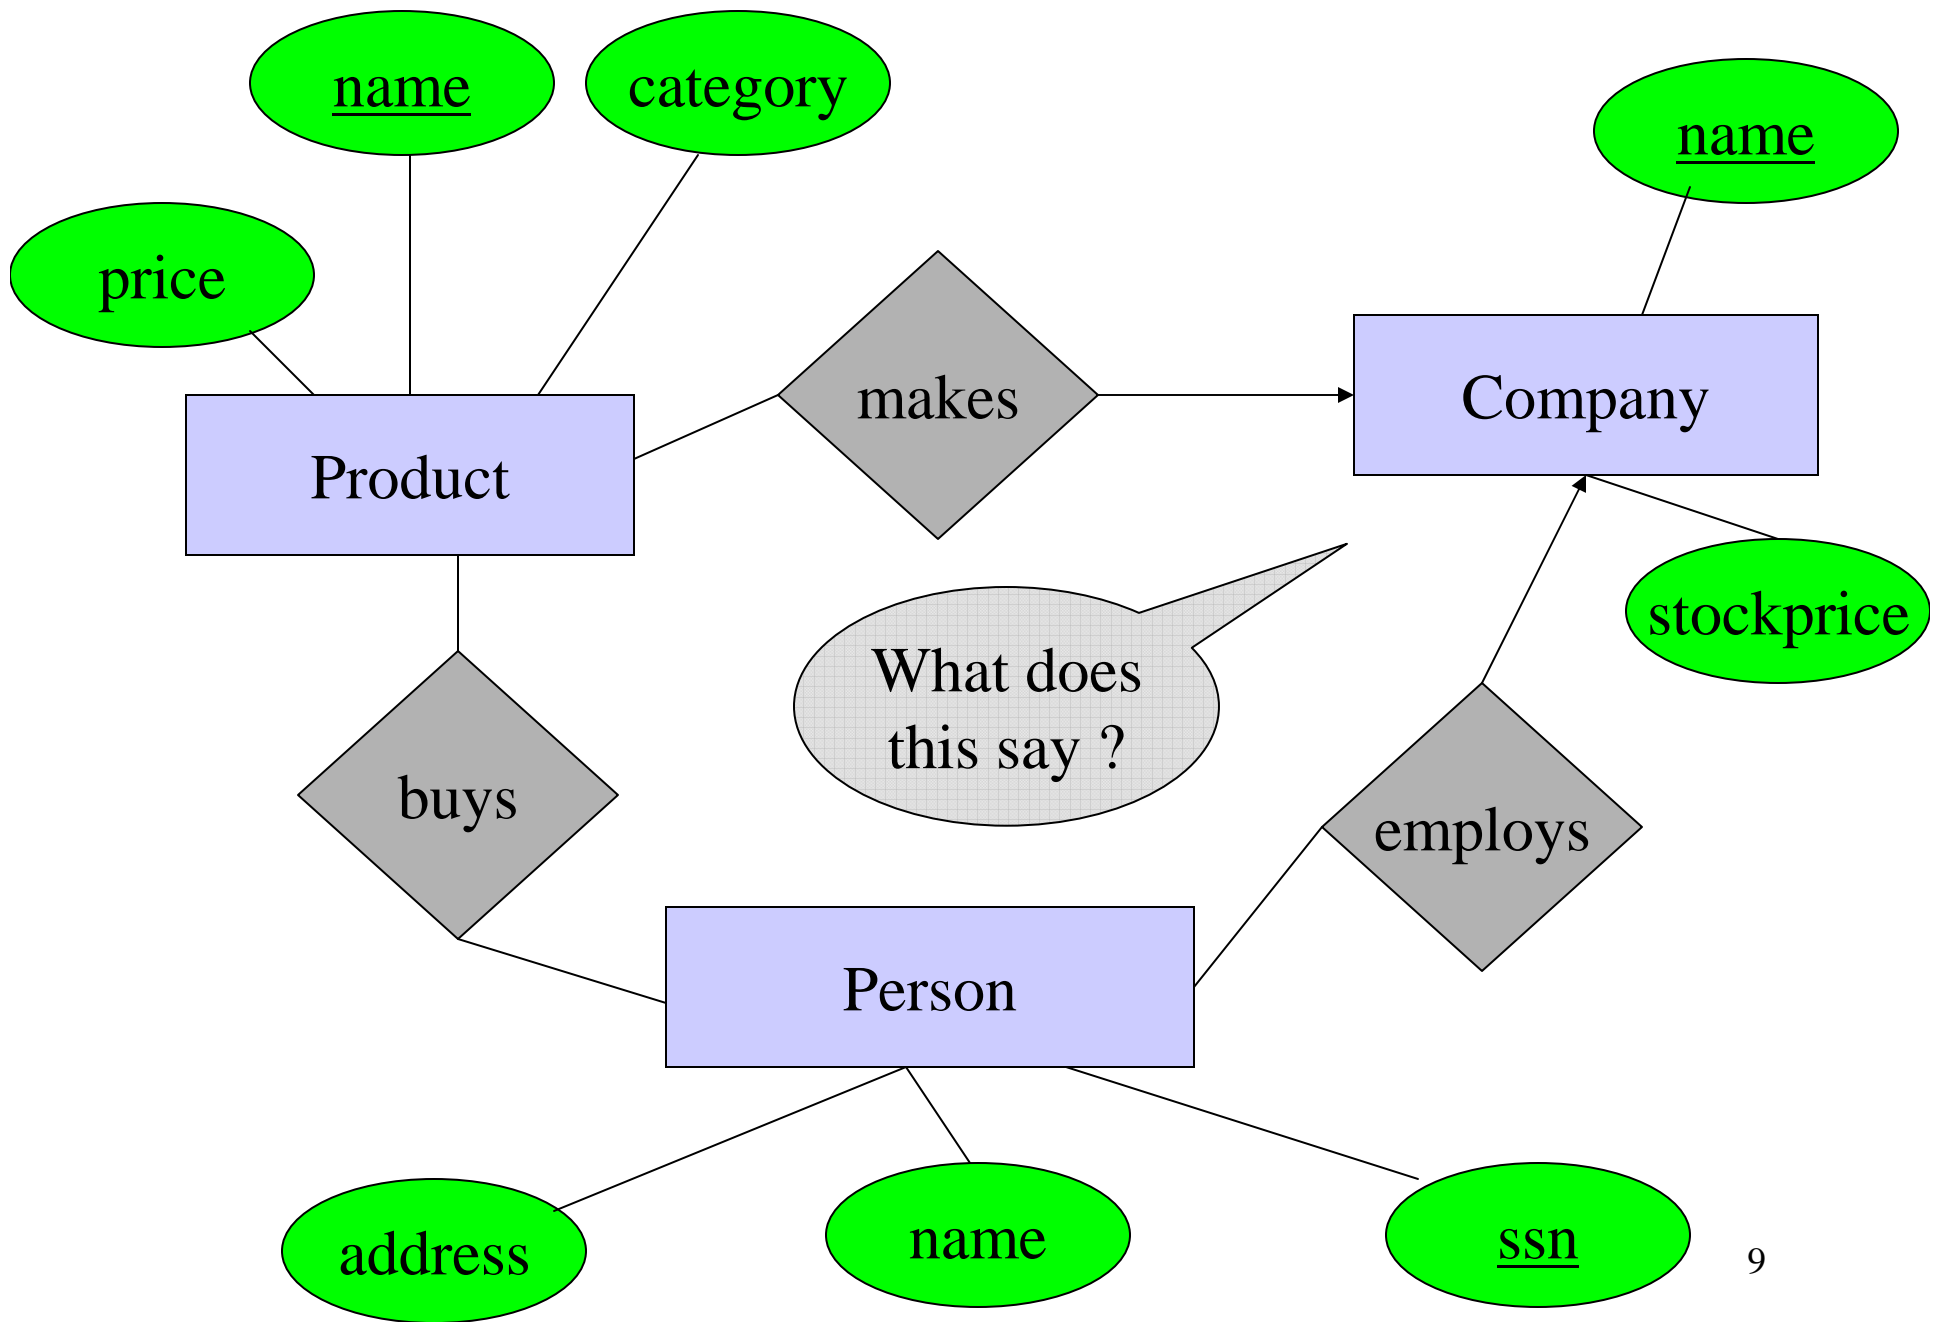 name
category
name
price
makes
Company
Product
stockprice
What does
this say ?
buys
employs
Person
address
name
ssn
9